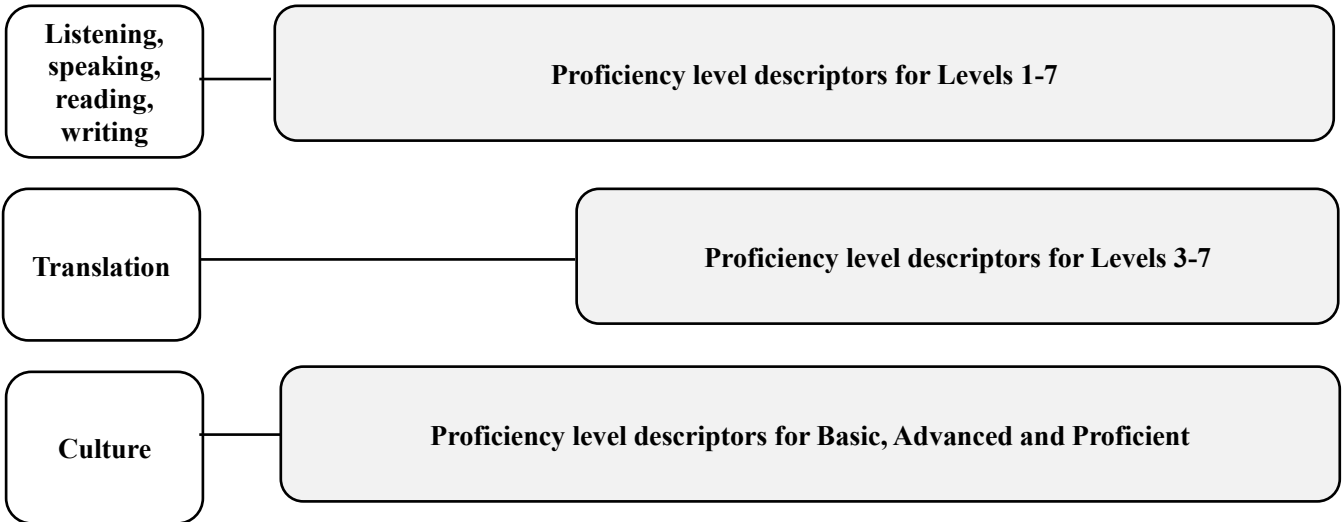 Listening,
speaking,
reading,
writing
Proficiency level descriptors for Levels 1-7
Translation
Proficiency level descriptors for Levels 3-7
Culture
Proficiency level descriptors for Basic, Advanced and Proficient